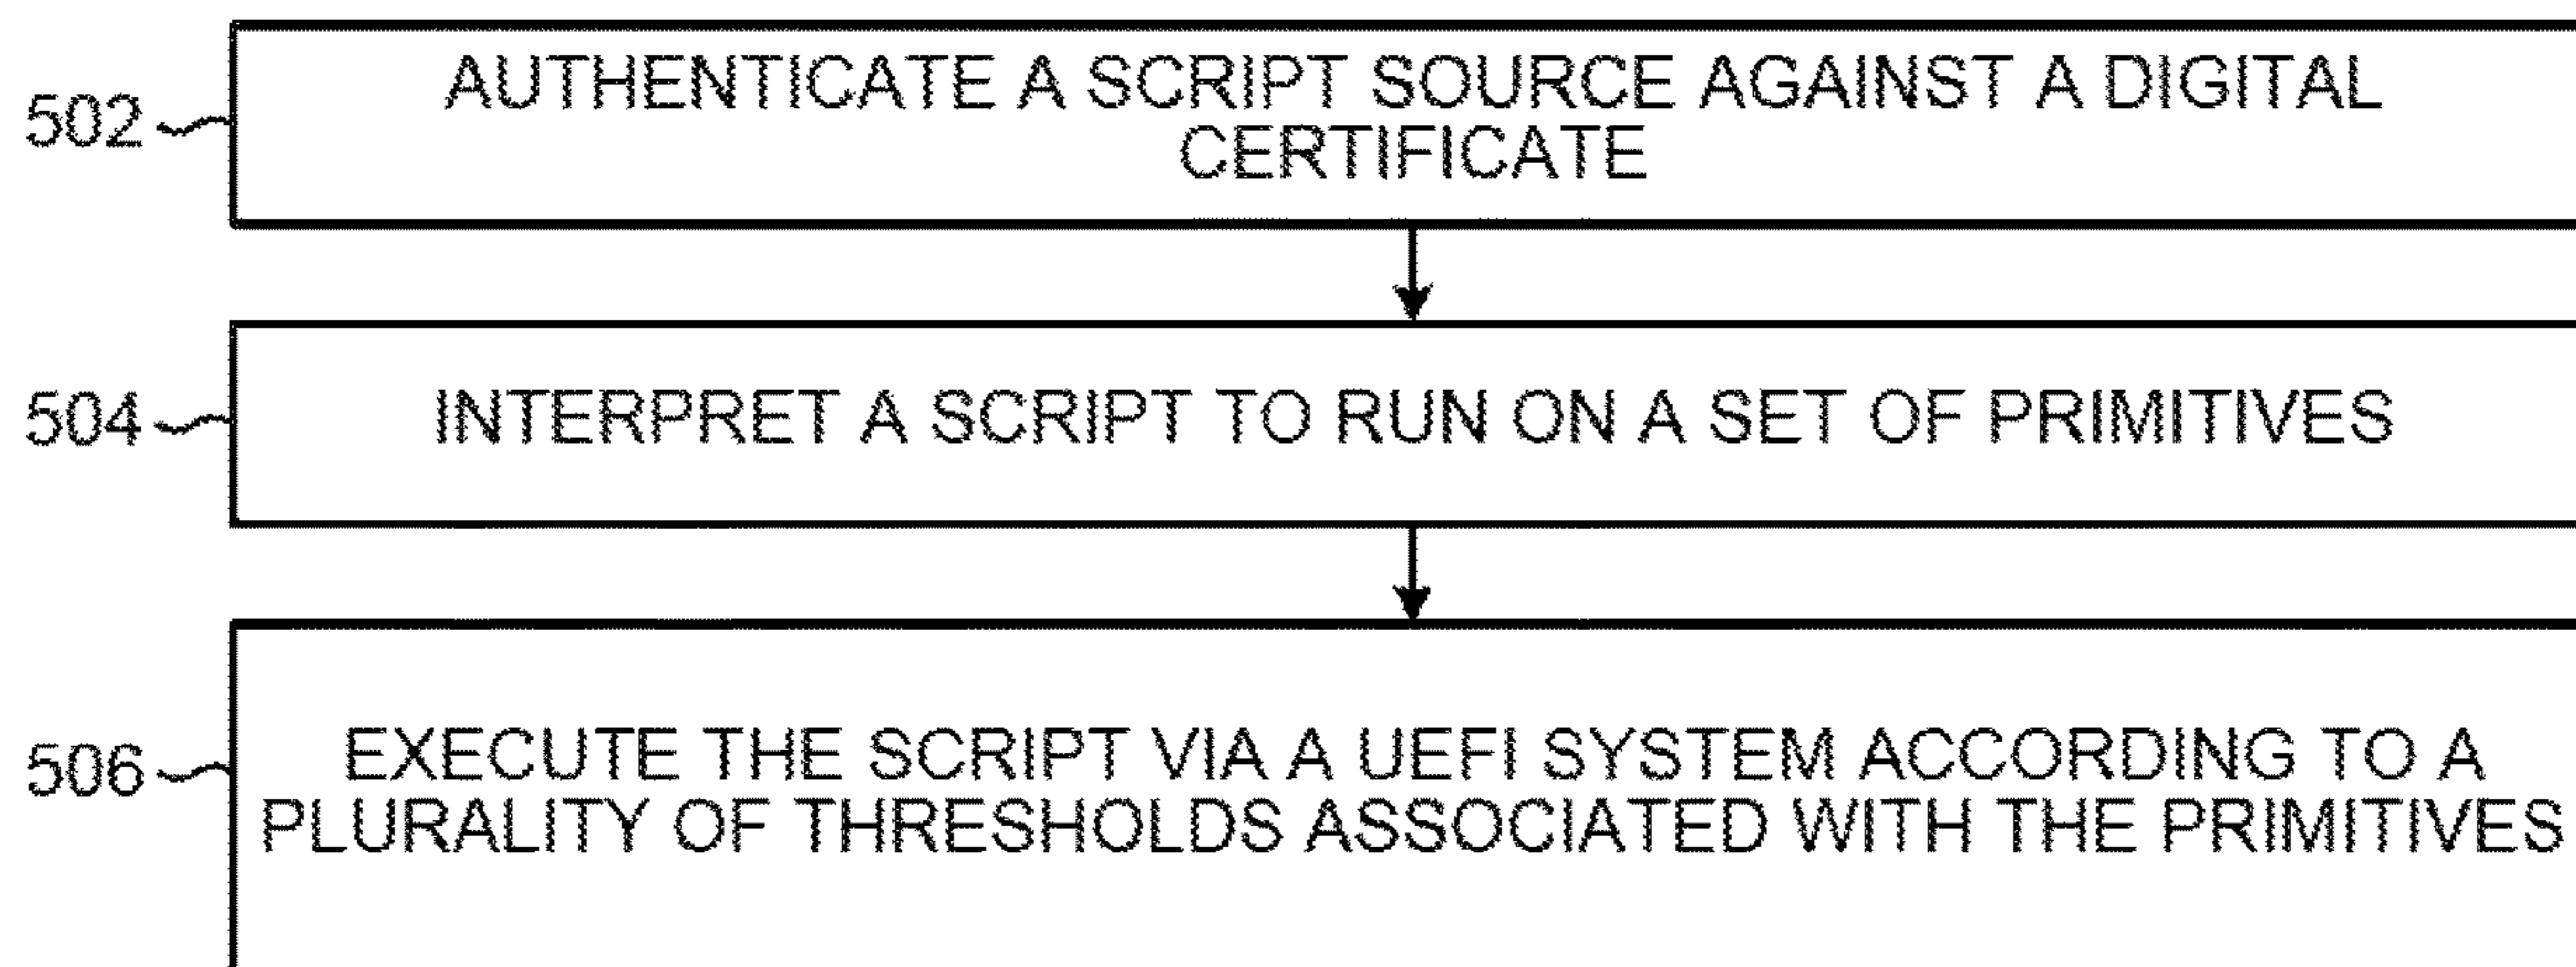 502
AUTHENTICATE A SCRIPT SOURCE AGAINST A DIGITAL
CERTIFICATE
504
INTERPRET A SCRIPT TO RUN ON A SET OF PRIMITIVES
506
EXECUTE THE SCRIPT VIA A UEFI SYSTEM ACCORDING TO A
PLURALITY OF THRESHOLDS ASSOCIATED WITH THE PRIMITIVES